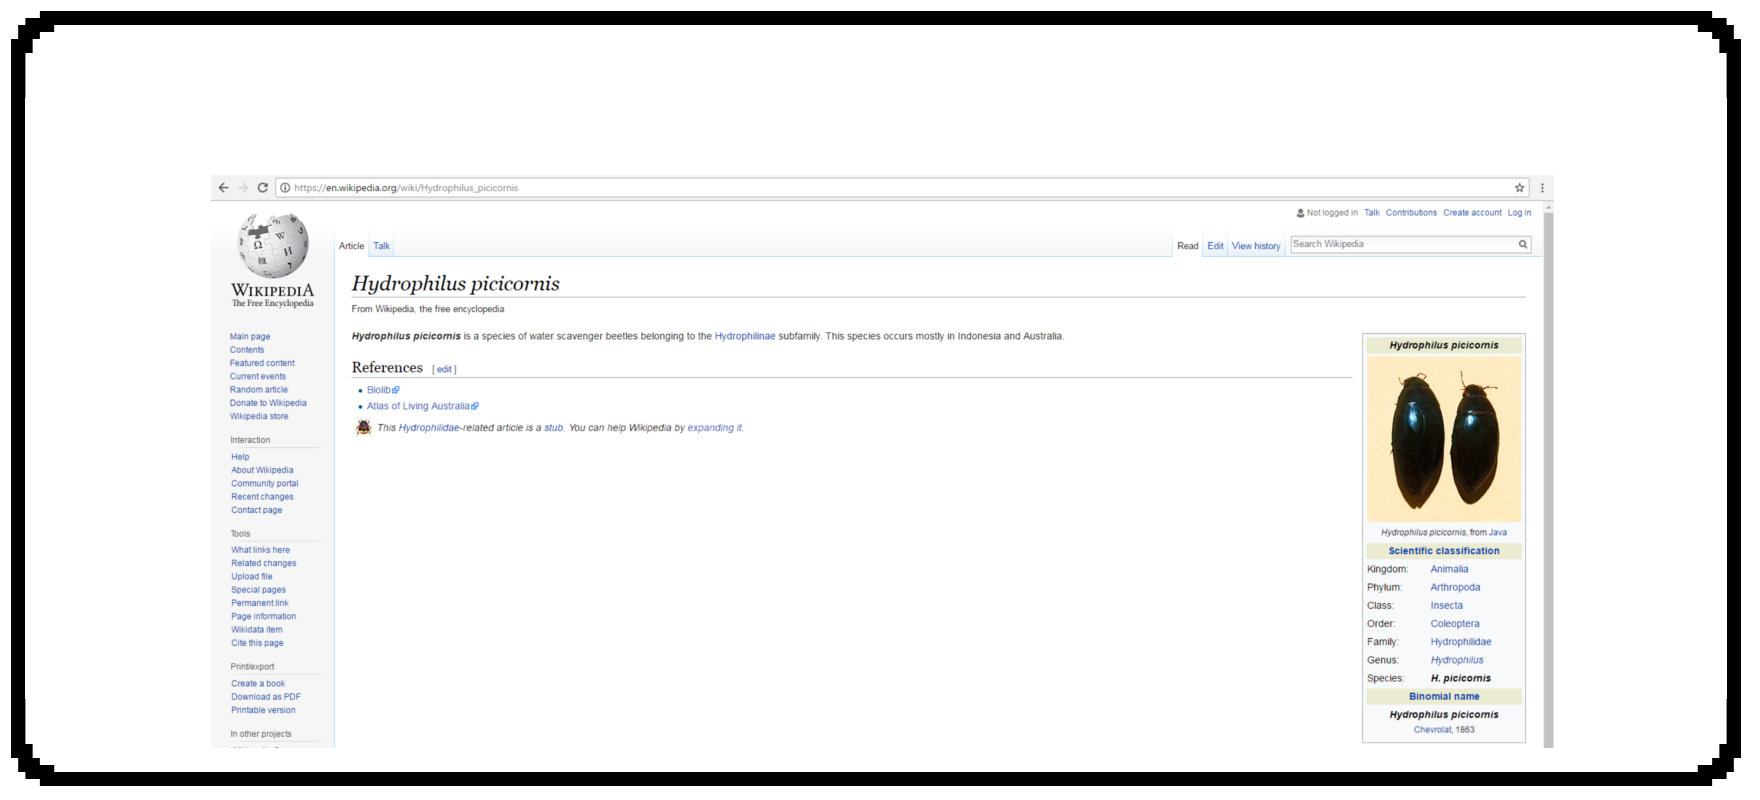 https://en.wikipedia.org/wiki/Hydrophilus_picicornis
Not logged in Talk Contributions Create account Log in
WIKIPEDIA
The Free Encyclopedia
Article Talk
Read Edit View history Search Wikipedia
Hydrophilus picicornis
From Wikipedia, the free encyclopedia
Hydrophilus picicornis is a species of water scavenger beetles belonging to the Hydrophilinae subfamily. This species occurs mostly in Indonesia and Australia.
References [ edit ]
Biolib
Atlas of Living Australia
This Hydrophilidae-related article is a stub. You can help Wikipedia by expanding it.
Main page
Contents
Featured content
Current events
Random article
Donate to Wikipedia
Wikipedia store
Interaction
Help
About Wikipedia
Community portal
Recent changes
Contact page
Tools
What links here
Related changes
Upload file
Special pages
Permanent link
Page information
Wikidata item
Cite this page
Print/export
Create a book
Download as PDF
Printable version
In other projects
Hydrophilus picicornis
Hydrophilus picicornis, from Java
Scientific classification
Kingdom: Animalia
Phylum: Arthropoda
Class: Insecta
Order: Coleoptera
Family: Hydrophilidae
Genus: Hydrophilus
Species: H. picicornis
Binomial name
Hydrophilus picicornis
Chevrolat, 1863